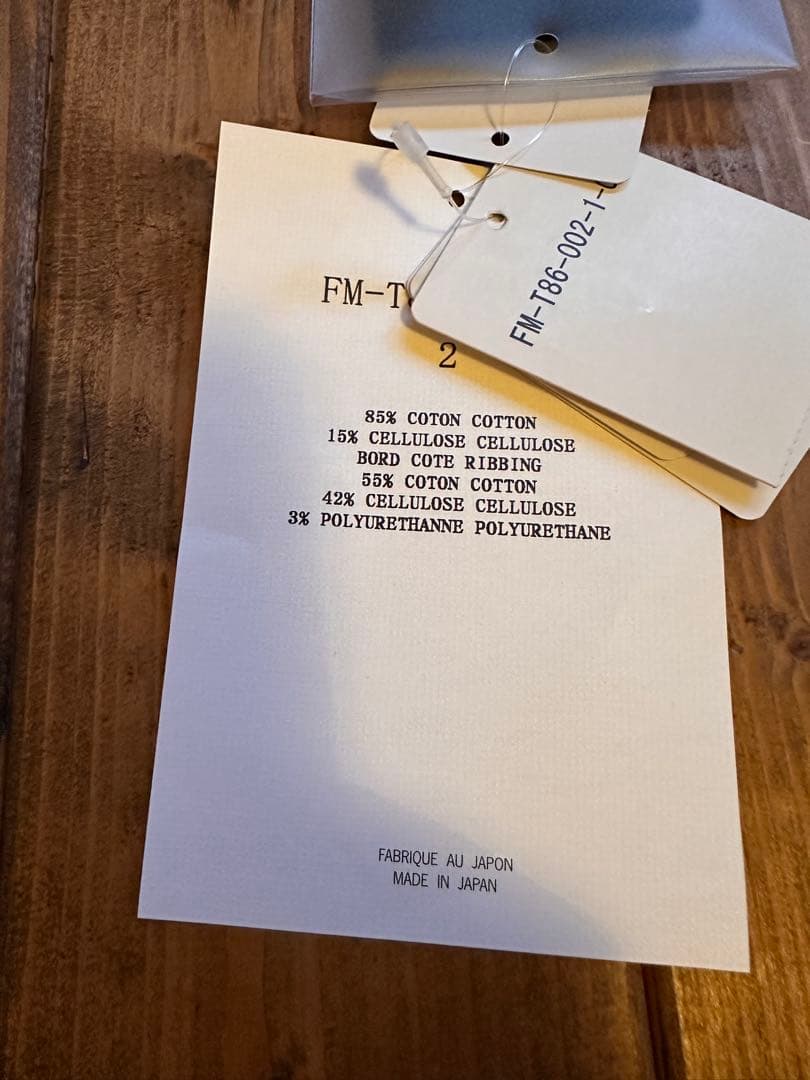 FM-T86-002-1-
FM-T
2
85% COTON COTTON
15% CELLULOSE CELLULOSE
BORD COTE RIBBING
55% COTON COTTON
42% CELLULOSE CELLULOSE
3% POLYURETHANNE POLYURETHANE
FABRIQUE AU JAPON
MADE IN JAPAN